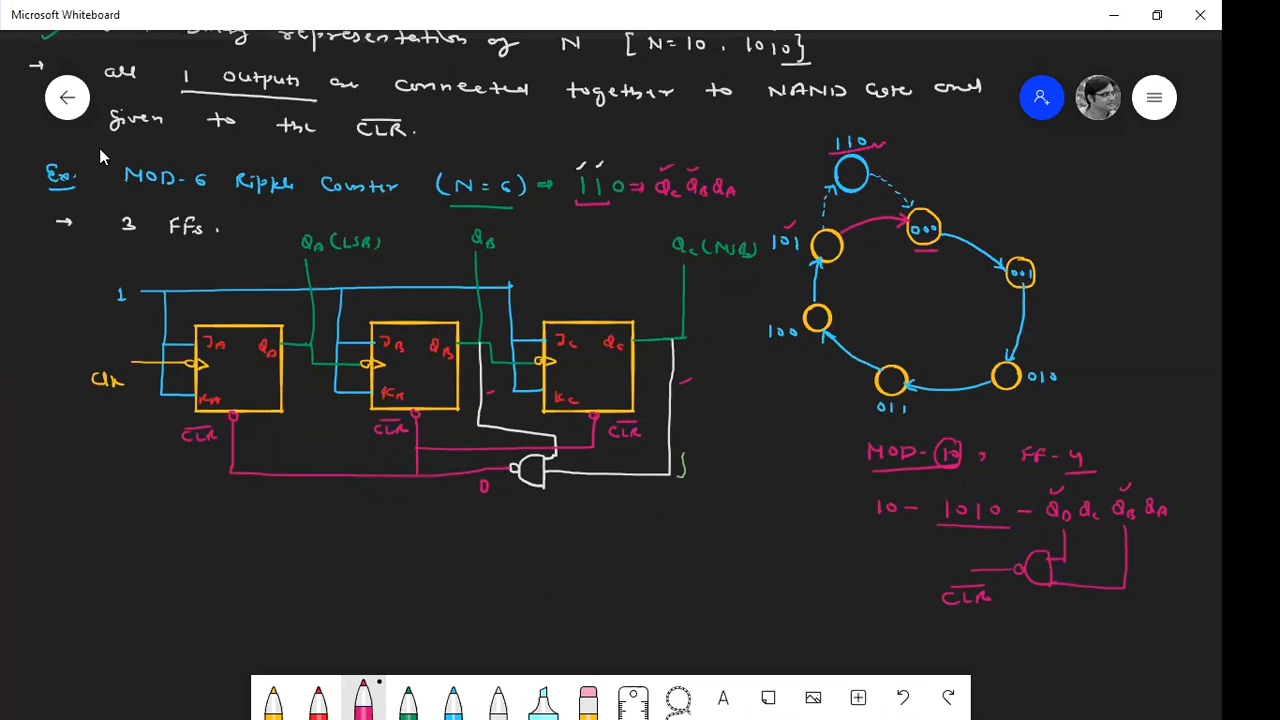 Microsoft Whiteboard
representation of N [ N = 10 , 1010 ]
→ all 1 outputs are connected together to NAND Gate and
given to the CLR.
Ex. MOD-6 Ripple Counter (N = 6) ⇒ 110 ⇒ QC QB QA
→ 3 FFs.
QA (LSB) QB QC (MSB)
1
JA QA JB QB JC QC
Clk
KA KB KC
CLR CLR CLR
0
110
101 000
001
100
010
011
MOD-10, FF-4
10 - 1010 - QD QC QB QA
CLR
A